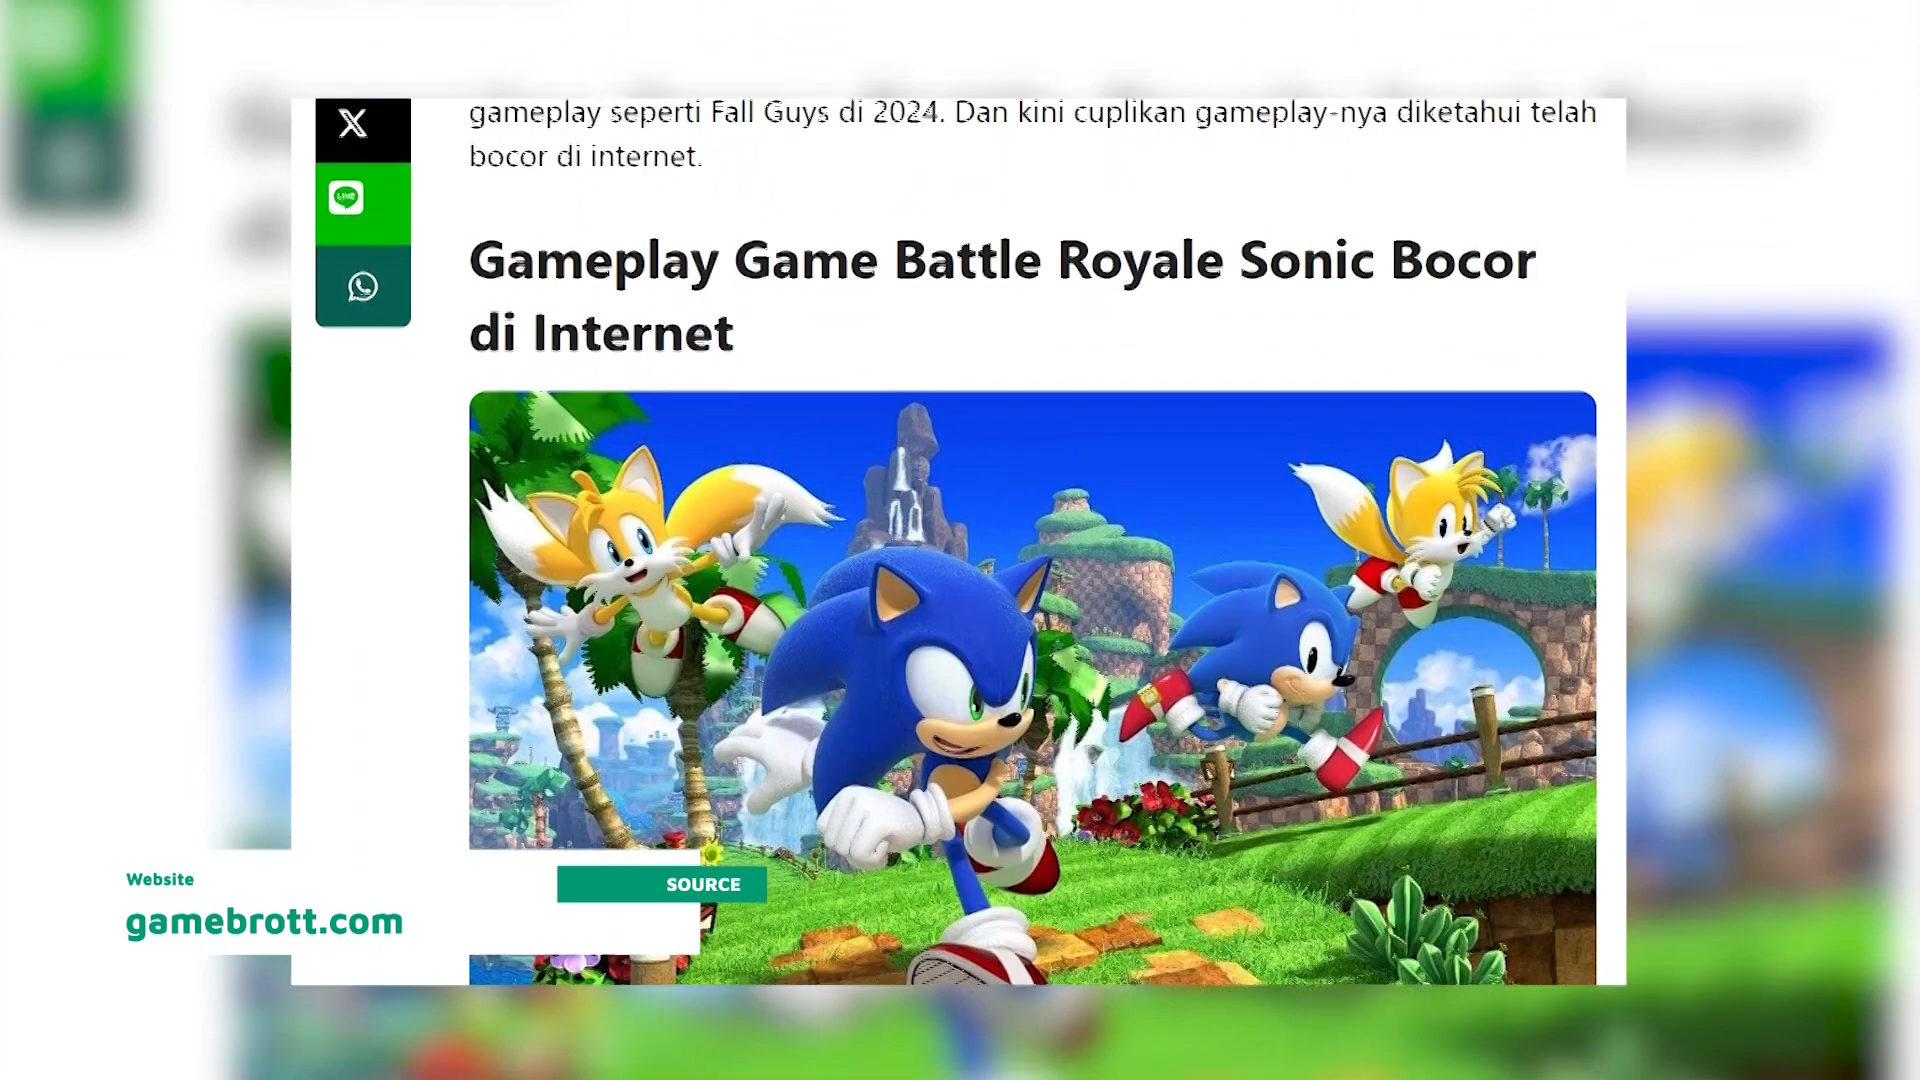 gameplay seperti Fall Guys di 2024. Dan kini cuplikan gameplay-nya diketahui telah
bocor di internet.
LINE
Gameplay Game Battle Royale Sonic Bocor
di Internet
Website
SOURCE
gamebrott.com